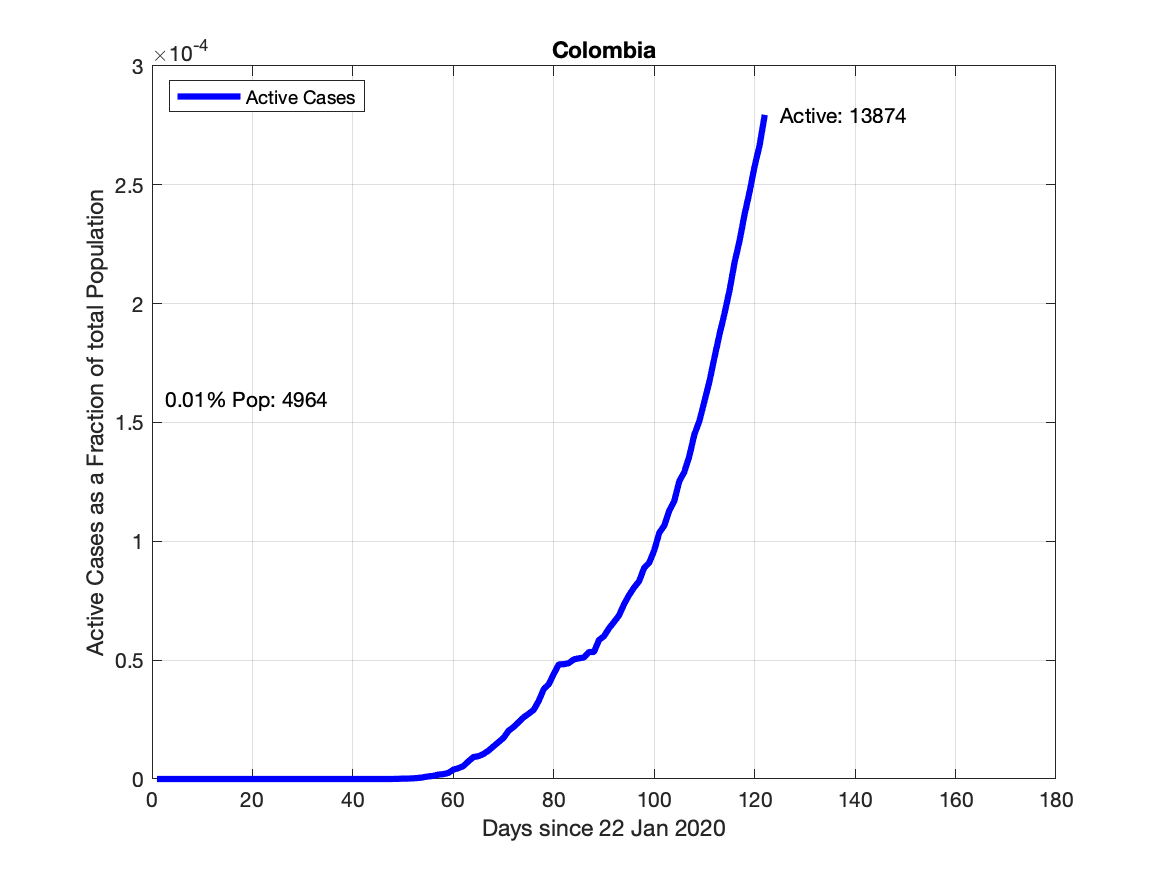 Colombia
×10-4
Active Cases
Active: 13874
0.01% Pop: 4964
Active Cases as a Fraction of total Population
3
2.5
2
1.5
1
0.5
0
0 20 40 60 80 100 120 140 160 180
Days since 22 Jan 2020